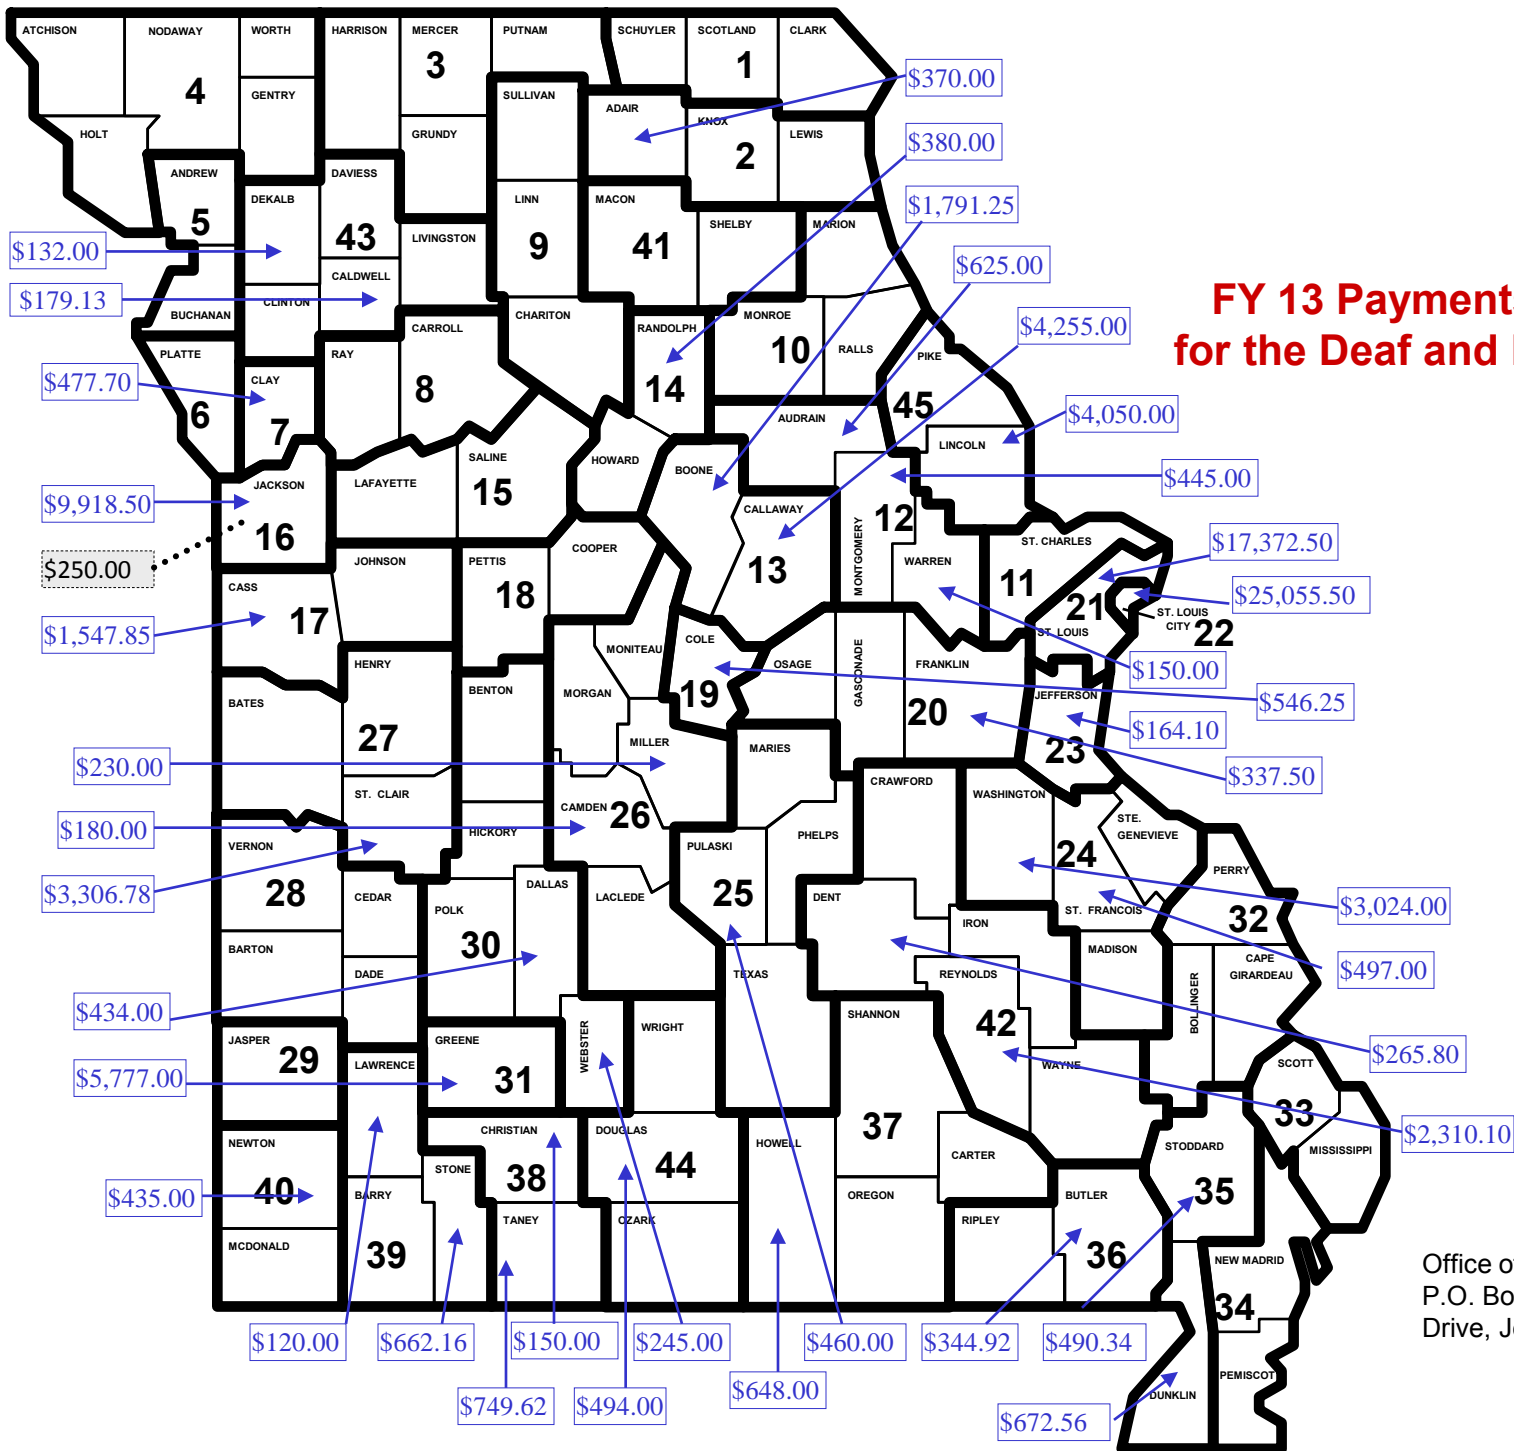 ATCHISON
NODAWAY
WORTH
HARRISON
MERCER
PUTNAM
SCHUYLER
SCOTLAND
CLARK
3
1
4
$370.00
GENTRY
SULLIVAN
ADAIR
KNOX
LEWIS
HOLT
GRUNDY
2
$380.00
ANDREW
DAVIESS
DEKALB
LINN
MACON
$1,791.25
5
43
9
41
SHELBY
MARION
LIVINGSTON
$132.00
$625.00
CALDWELL
$179.13
CLINTON
FY 13 Payments
for the Deaf and
BUCHANAN
CHARITON
RANDOLPH
MONROE
$4,255.00
CARROLL
PLATTE
RAY
10
RALLS
PIKE
$477.70
CLAY
8
14
6
7
45
$4,050.00
AUDRAIN
LINCOLN
SALINE
HOWARD
BOONE
$445.00
JACKSON
LAFAYETTE
15
$9,918.50
CALLAWAY
12
16
ST. CHARLES
$17,372.50
COOPER
MONTGOMERY
$250.00
JOHNSON
PETTIS
13
WARREN
11
CASS
18
21
$25,055.50
17
ST. LOUIS
CITY
22
$1,547.85
ST. LOUIS
COLE
MONITEAU
OSAGE
GASCONADE
FRANKLIN
$150.00
HENRY
BENTON
MORGAN
19
JEFFERSON
$546.25
BATES
20
$164.10
27
MILLER
MARIES
23
$230.00
$337.50
CRAWFORD
WASHINGTON
ST. CLAIR
CAMDEN
26
STE.
GENEVIEVE
$180.00
HICKORY
PHELPS
VERNON
PULASKI
24
PERRY
$3,306.78
28
CEDAR
DALLAS
LACLEDE
25
DENT
$3,024.00
POLK
ST. FRANCOIS
32
IRON
30
BARTON
MADISON
CAPE
GIRARDEAU
DADE
TEXAS
REYNOLDS
$497.00
BOLLINGER
$434.00
SHANNON
42
JASPER
29
GREENE
WEBSTER
WRIGHT
$265.80
LAWRENCE
WAYNE
SCOTT
$5,777.00
31
33
37
$2,310.10
NEWTON
CHRISTIAN
DOUGLAS
HOWELL
STODDARD
MISSISSIPPI
CARTER
44
STONE
38
$435.00
40
BARRY
OREGON
BUTLER
35
TANEY
OZARK
RIPLEY
MCDONALD
39
36
NEW MADRID
Office of
P.O. Bo
Drive, Je
34
$120.00
$662.16
$150.00
$245.00
$460.00
$344.92
$490.34
PEMISCOT
$749.62
$494.00
$648.00
DUNKLIN
$672.56